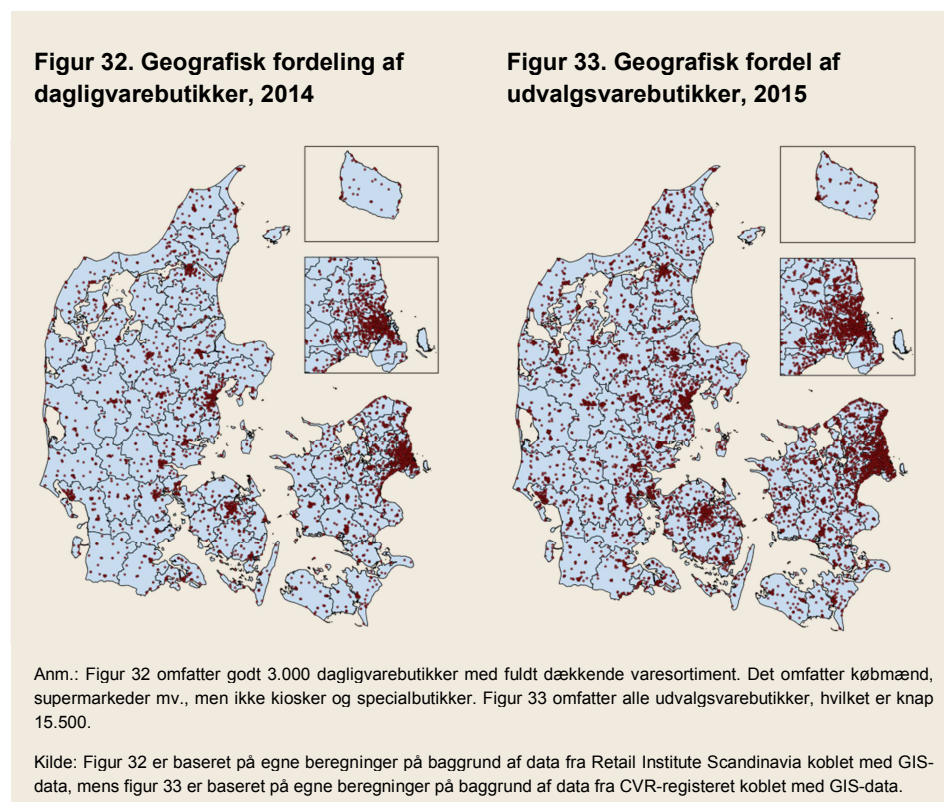 Figur 32. Geografisk fordeling af
dagligvarebutikker, 2014
Figur 33. Geografisk fordel af
udvalgsvarebutikker, 2015
Anm.: Figur 32 omfatter godt 3.000 dagligvarebutikker med fuldt dækkende varesortiment. Det omfatter købmænd,
supermarkeder mv., men ikke kiosker og specialbutikker. Figur 33 omfatter alle udvalgsvarebutikker, hvilket er knap
15.500.
Kilde: Figur 32 er baseret på egne beregninger på baggrund af data fra Retail Institute Scandinavia koblet med GIS-
data, mens figur 33 er baseret på egne beregninger på baggrund af data fra CVR-registeret koblet med GIS-data.